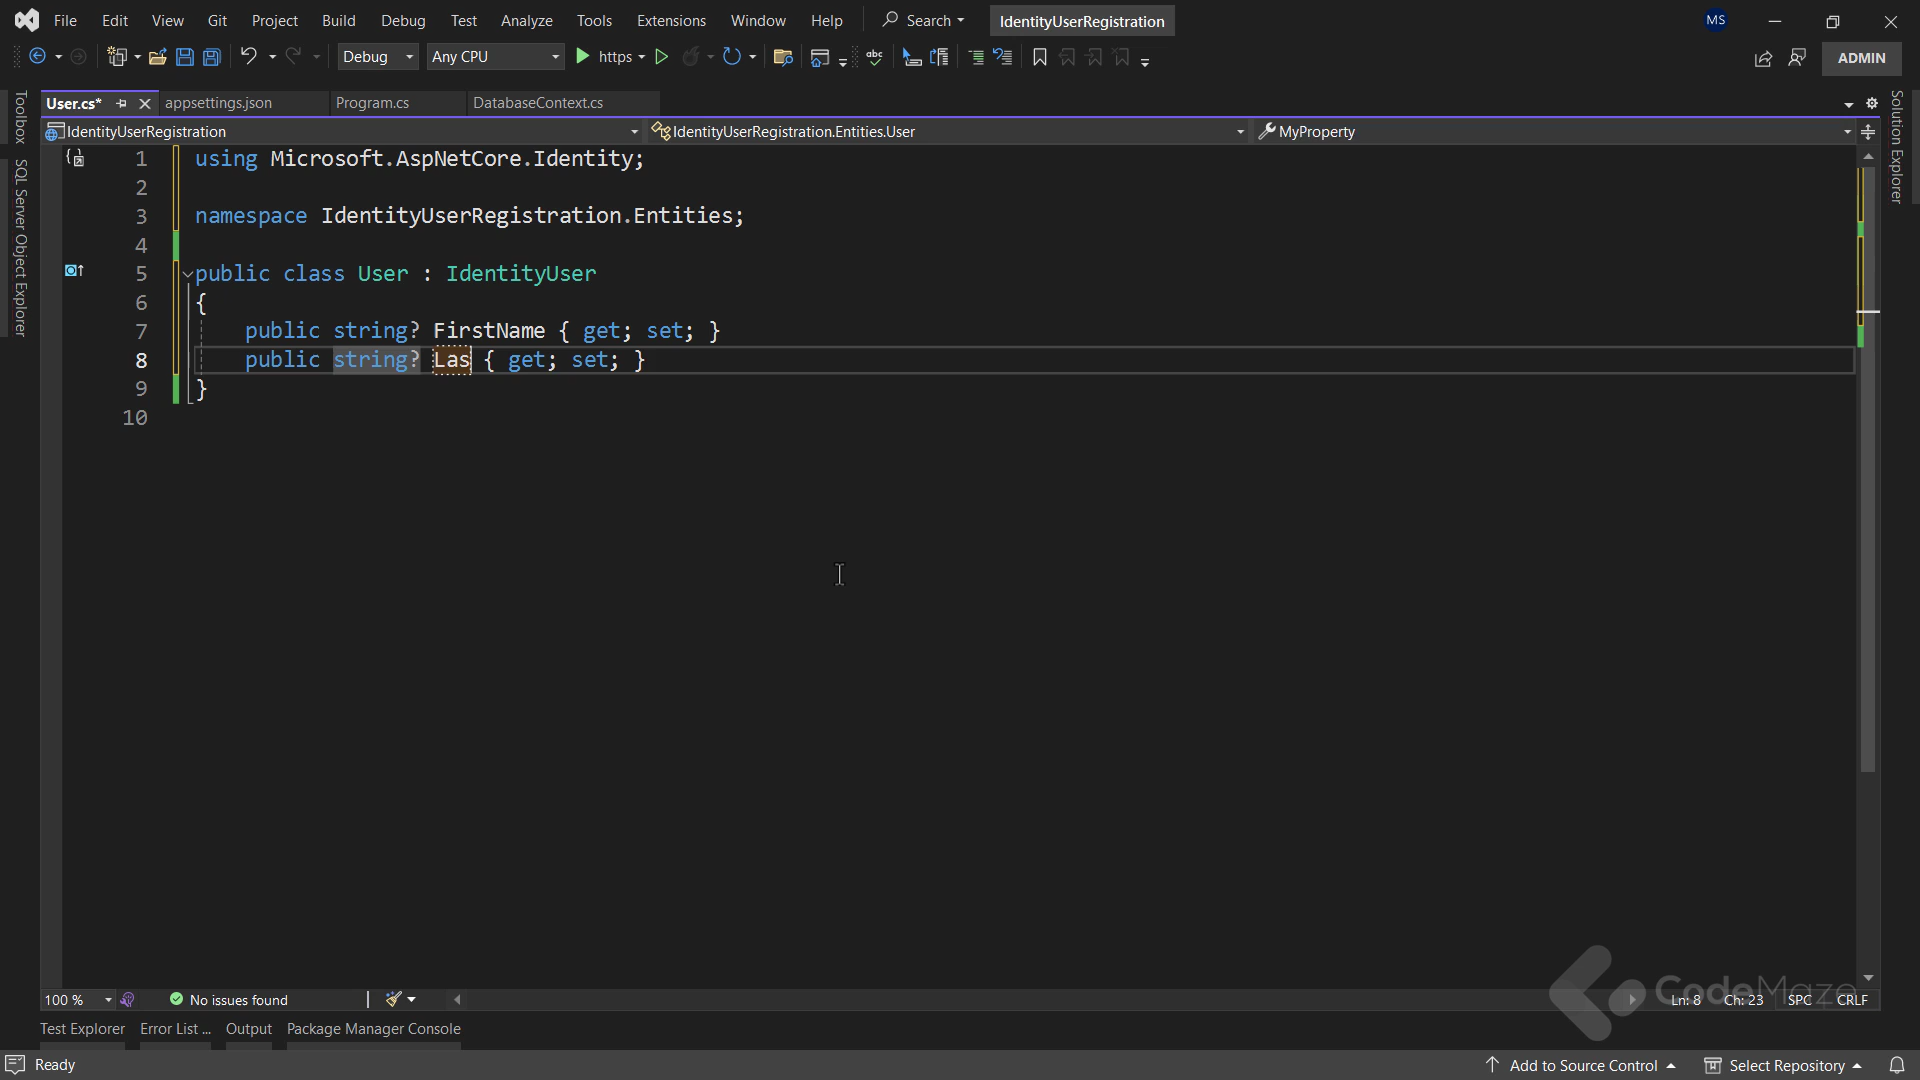 File Edit View Git Project Build Debug Test Analyze Tools Extensions Window Help Search IdentityUserRegistration MS
Debug Any CPU https abc ADMIN
User.cs* appsettings.json Program.cs DatabaseContext.cs
IdentityUserRegistration IdentityUserRegistration.Entities.User MyProperty
Toolbox
SQL Server Object Explorer
Solution Explorer
1 using Microsoft.AspNetCore.Identity;
2
3 namespace IdentityUserRegistration.Entities;
4
5 public class User : IdentityUser
6 {
7 public string? FirstName { get; set; }
8 public string? Las { get; set; }
9 }
10
CodeMaze
100 % No issues found Ln: 8 Ch: 23 SPC CRLF
Test Explorer Error List ... Output Package Manager Console
Ready Add to Source Control Select Repository